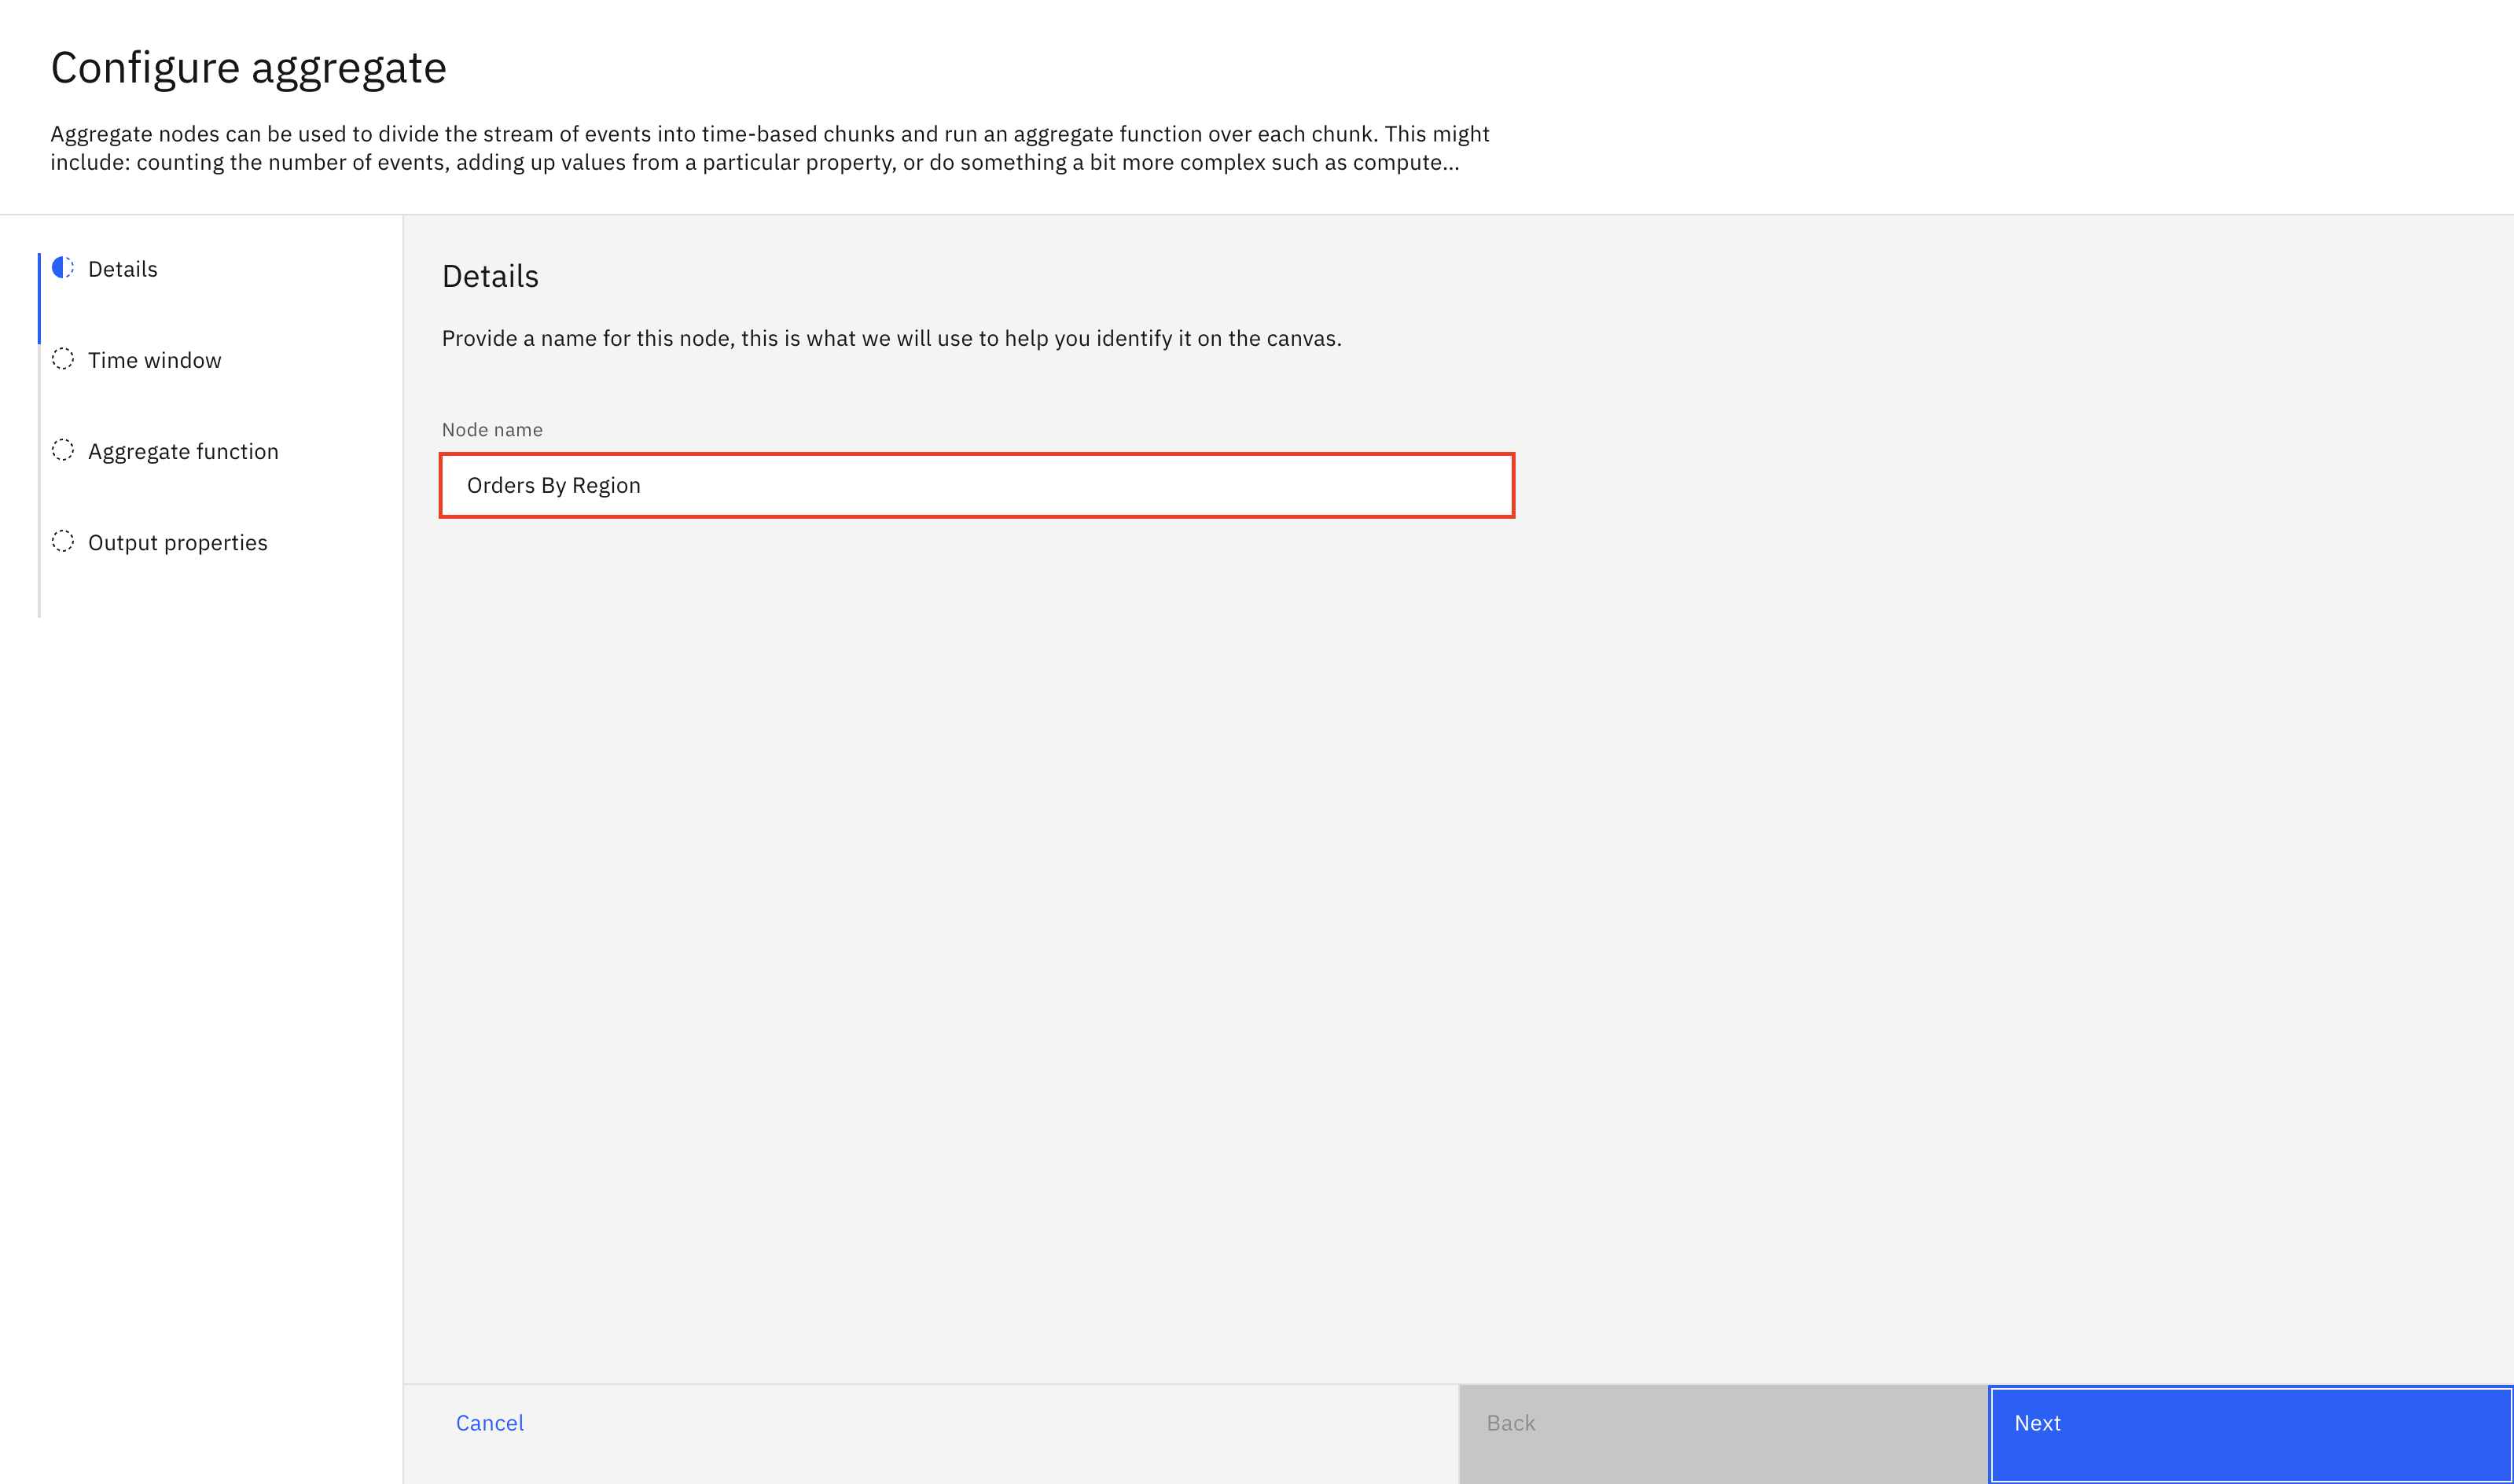 Configure aggregate
Aggregate nodes can be used to divide the stream of events into time-based chunks and run an aggregate function over each chunk. This might
include: counting the number of events, adding up values from a particular property, or do something a bit more complex such as compute...
Details
Time window
Aggregate function
Output properties
Details
Provide a name for this node, this is what we will use to help you identify it on the canvas.
Node name
Orders By Region
Cancel
Back
Next